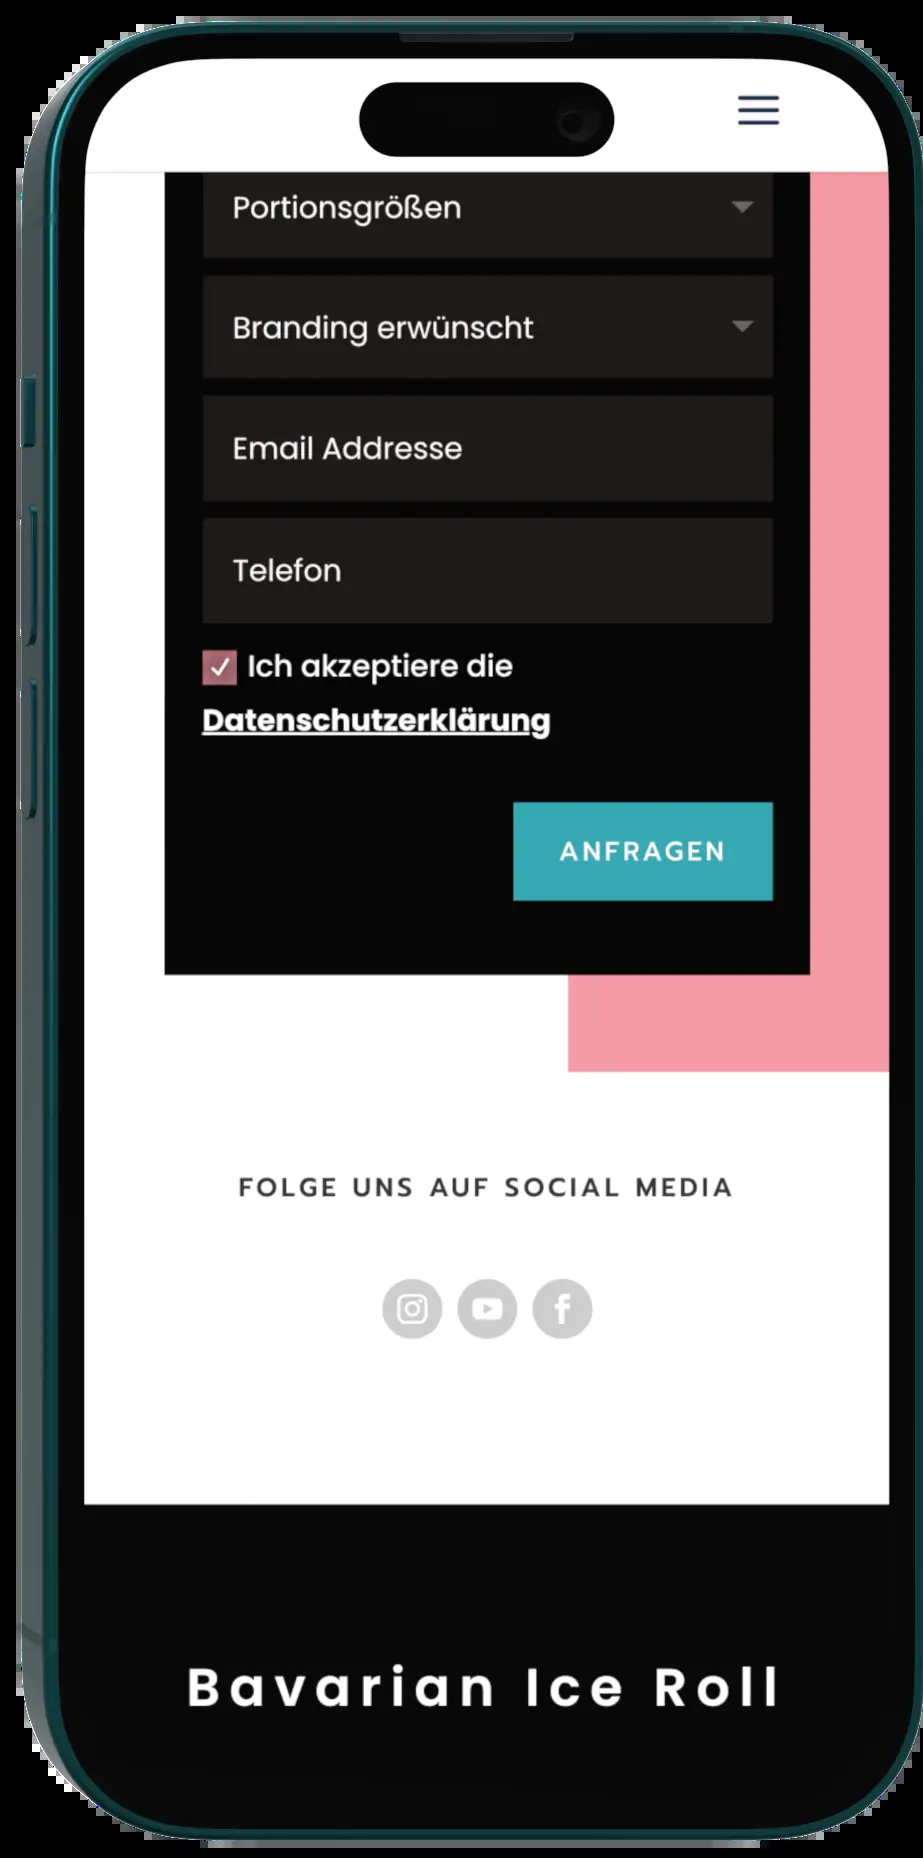 Portionsgrößen
Branding erwünscht
Email Addresse
Telefon
Ich akzeptiere die
Datenschutzerklärung
ANFRAGEN
FOLGE UNS AUF SOCIAL MEDIA
Bavarian Ice Roll